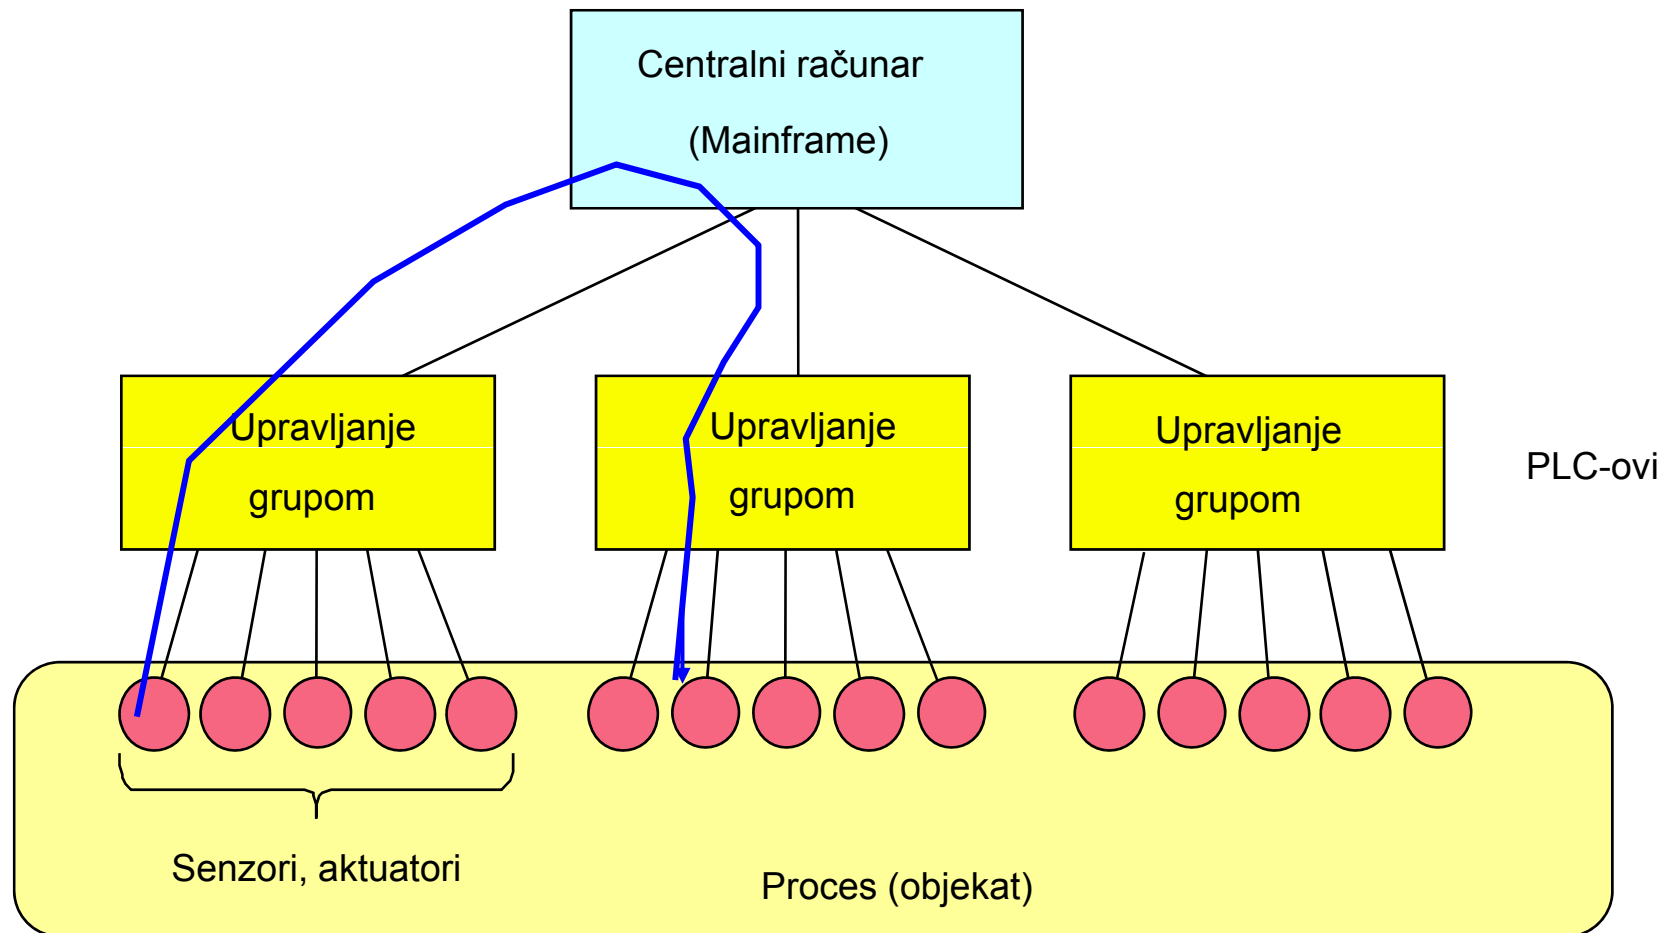 Centralni računar
(Mainframe)
Upravljanje
grupom
Upravljanje
grupom
Upravljanje
grupom
PLC-ovi
Senzori, aktuatori
Proces (objekat)